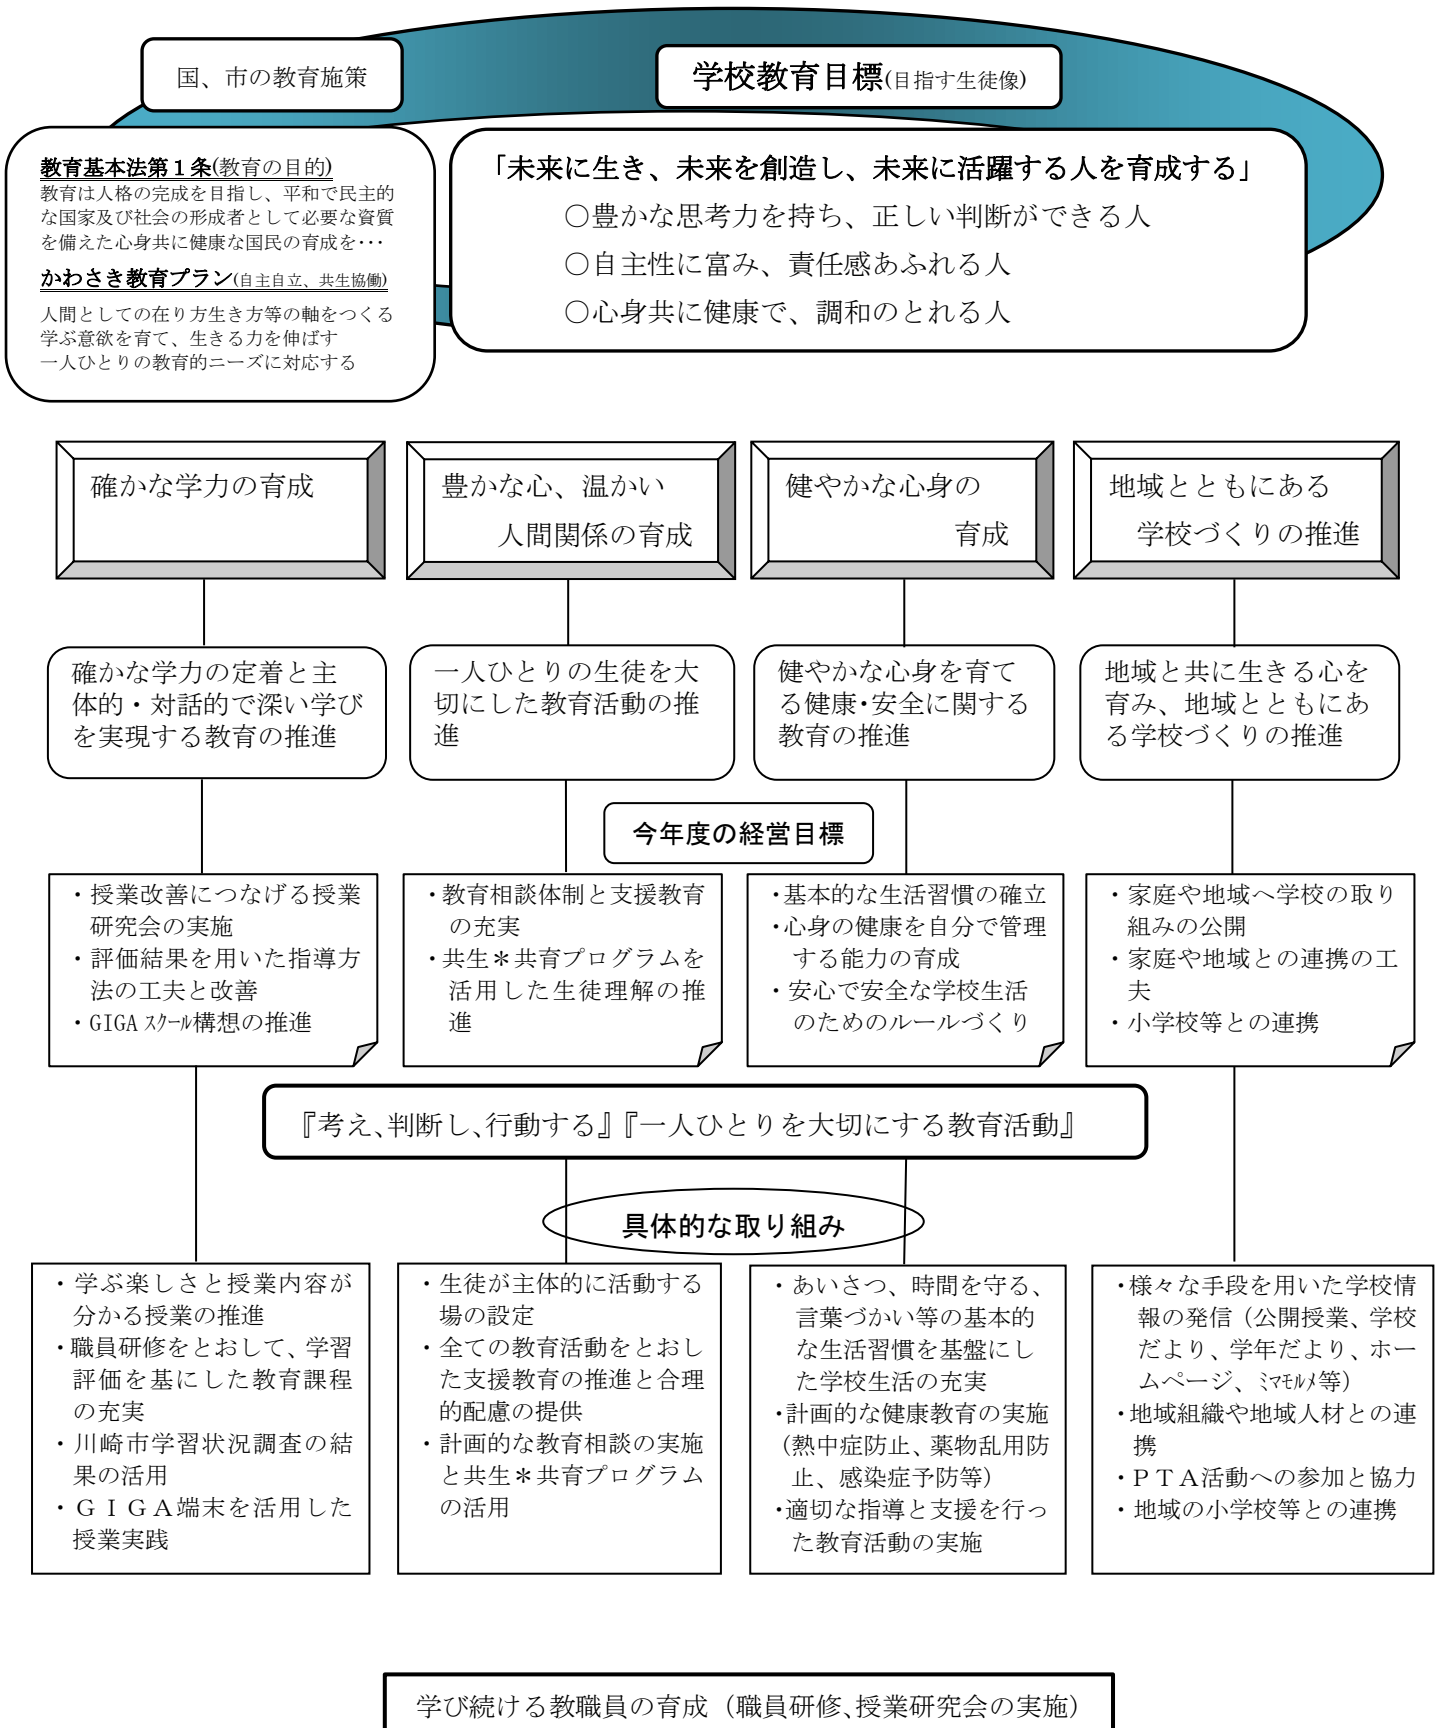 国、市の教育施策
学校教育目標(目指す生徒像)
教育基本法第１条(教育の目的)
教育は人格の完成を目指し、平和で民主的
な国家及び社会の形成者として必要な資質
を備えた心身共に健康な国民の育成を･･･
かわさき教育プラン(自主自立、共生協働)
人間としての在り方生き方等の軸をつくる
学ぶ意欲を育て、生きる力を伸ばす
一人ひとりの教育的ニーズに対応する
「未来に生き、未来を創造し、未来に活躍する人を育成する」
○豊かな思考力を持ち、正しい判断ができる人
○自主性に富み、責任感あふれる人
○心身共に健康で、調和のとれる人
確かな学力の育成
豊かな心、温かい
人間関係の育成
健やかな心身の
育成
地域とともにある
学校づくりの推進
確かな学力の定着と主
体的・対話的で深い学び
を実現する教育の推進
一人ひとりの生徒を大
切にした教育活動の推
進
健やかな心身を育て
る健康･安全に関する
教育の推進
地域と共に生きる心を
育み、地域とともにあ
る学校づくりの推進
今年度の経営目標
・授業改善につなげる授業
研究会の実施
・評価結果を用いた指導方
法の工夫と改善
・GIGA ｽｸｰﾙ構想の推進
・教育相談体制と支援教育
の充実
・共生＊共育プログラムを
活用した生徒理解の推
進
・基本的な生活習慣の確立
・心身の健康を自分で管理
する能力の育成
・安心で安全な学校生活
のためのルールづくり
・家庭や地域へ学校の取り
組みの公開
・家庭や地域との連携の工
夫
・小学校等との連携
『考え、判断し、行動する』『一人ひとりを大切にする教育活動』
具体的な取り組み
・学ぶ楽しさと授業内容が
分かる授業の推進
・職員研修をとおして、学習
評価を基にした教育課程
の充実
・川崎市学習状況調査の結
果の活用
・ＧＩＧＡ端末を活用した
授業実践
・生徒が主体的に活動する
場の設定
・全ての教育活動をとおし
た支援教育の推進と合理
的配慮の提供
・計画的な教育相談の実施
と共生＊共育プログラム
の活用
・あいさつ、時間を守る、
言葉づかい等の基本的
な生活習慣を基盤にし
た学校生活の充実
・計画的な健康教育の実施
（熱中症防止、薬物乱用防
止、感染症予防等）
・適切な指導と支援を行っ
た教育活動の実施
・様々な手段を用いた学校情
報の発信（公開授業、学校
だより、学年だより、ホー
ムページ、ﾐﾏﾓﾙﾒ等）
・地域組織や地域人材との連
携
・ＰＴＡ活動への参加と協力
・地域の小学校等との連携
学び続ける教職員の育成（職員研修、授業研究会の実施）